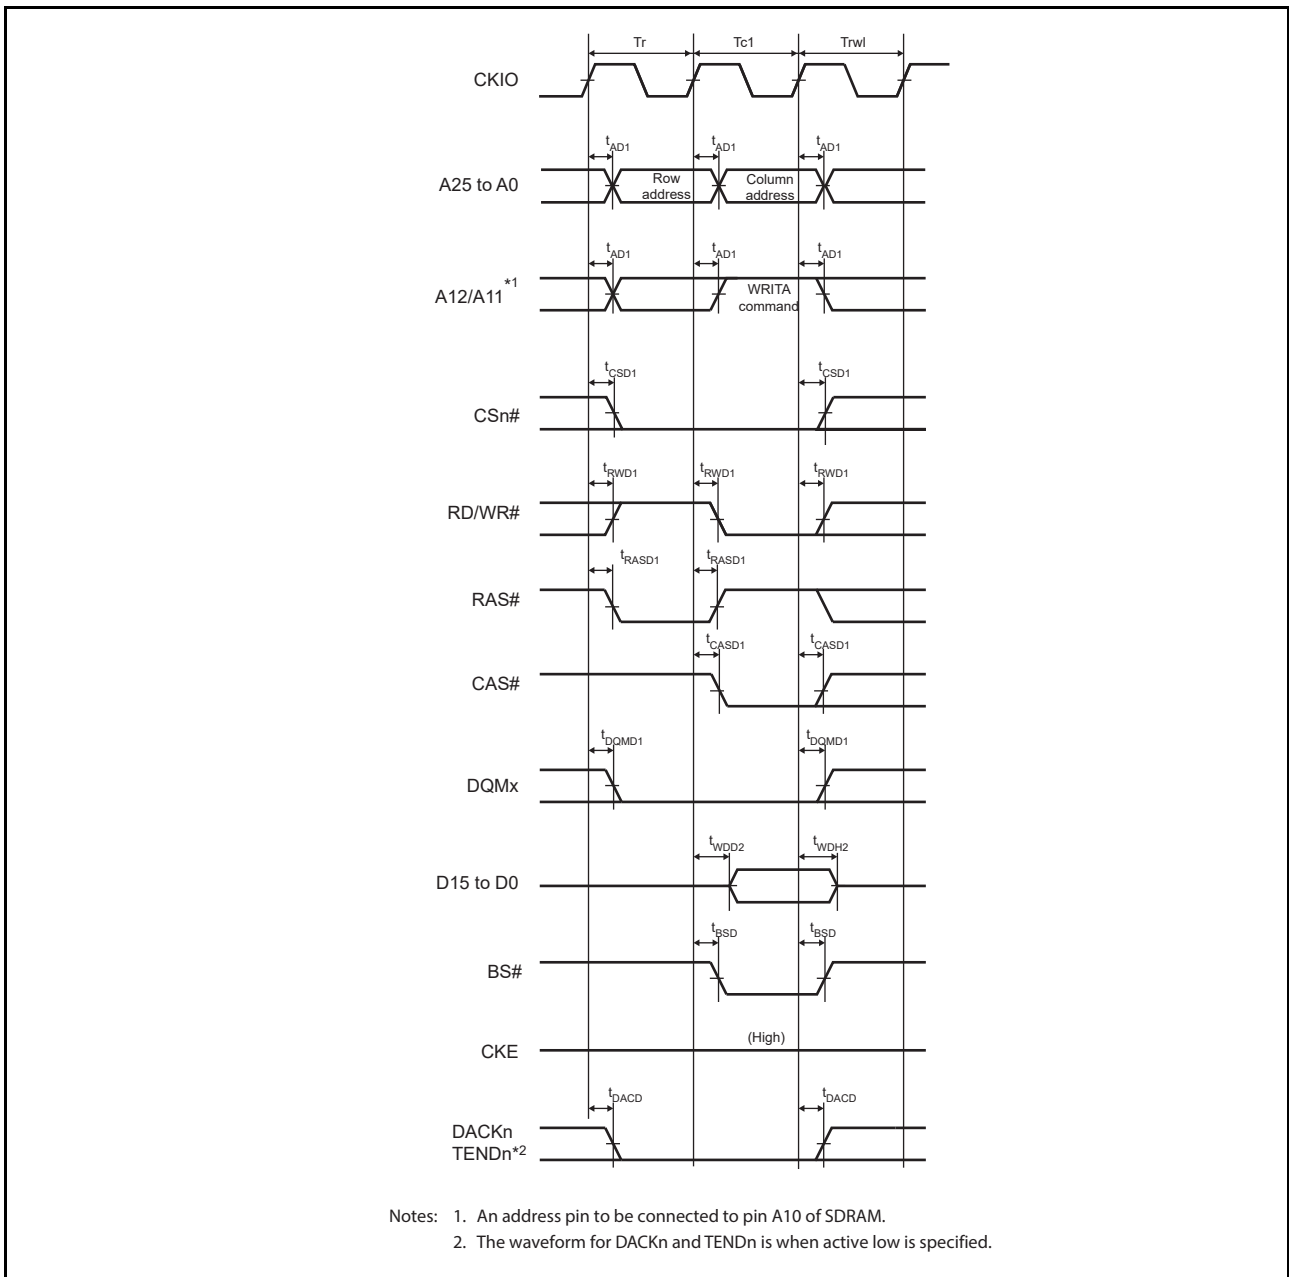 Tr Tc1 Trwl
CKIO
tAD1 tAD1 tAD1
A25 to A0
Row address
Column address
tAD1 tAD1 tAD1
A12/A11*1
WRITA command
tCSD1 tCSD1
CSn#
tRWD1 tRWD1 tRWD1
RD/WR#
tRASD1 tRASD1
RAS#
tCASD1 tCASD1
CAS#
tDQMD1 tDQMD1
DQMx
tWDD2 tWDH2
D15 to D0
tBSD tBSD
BS#
(High)
CKE
tDACD tDACD
DACKn
TENDn*2
Notes: 1. An address pin to be connected to pin A10 of SDRAM.
2. The waveform for DACKn and TENDn is when active low is specified.